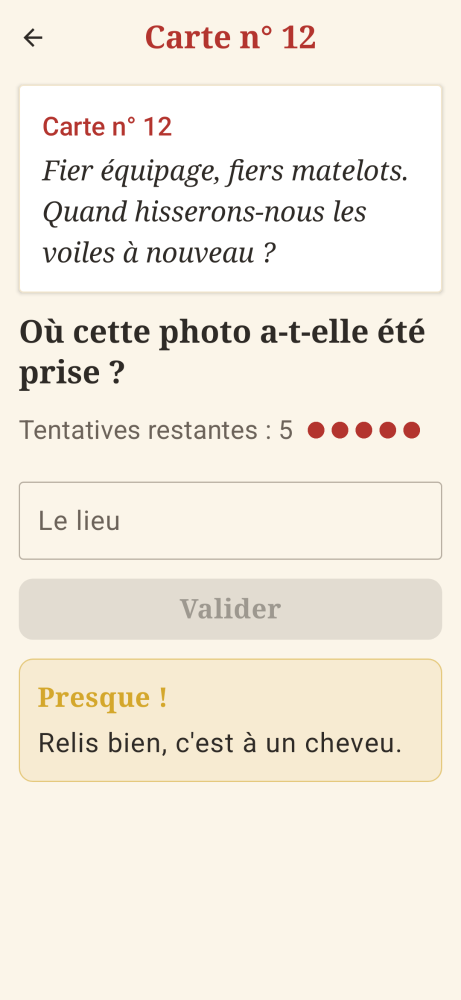 Carte n° 12
Carte n° 12
Fier équipage, fiers matelots.
Quand hisserons-nous les
voiles à nouveau ?
Où cette photo a-t-elle été
prise ?
Tentatives restantes : 5
Le lieu
Valider
Presque !
Relis bien, c'est à un cheveu.